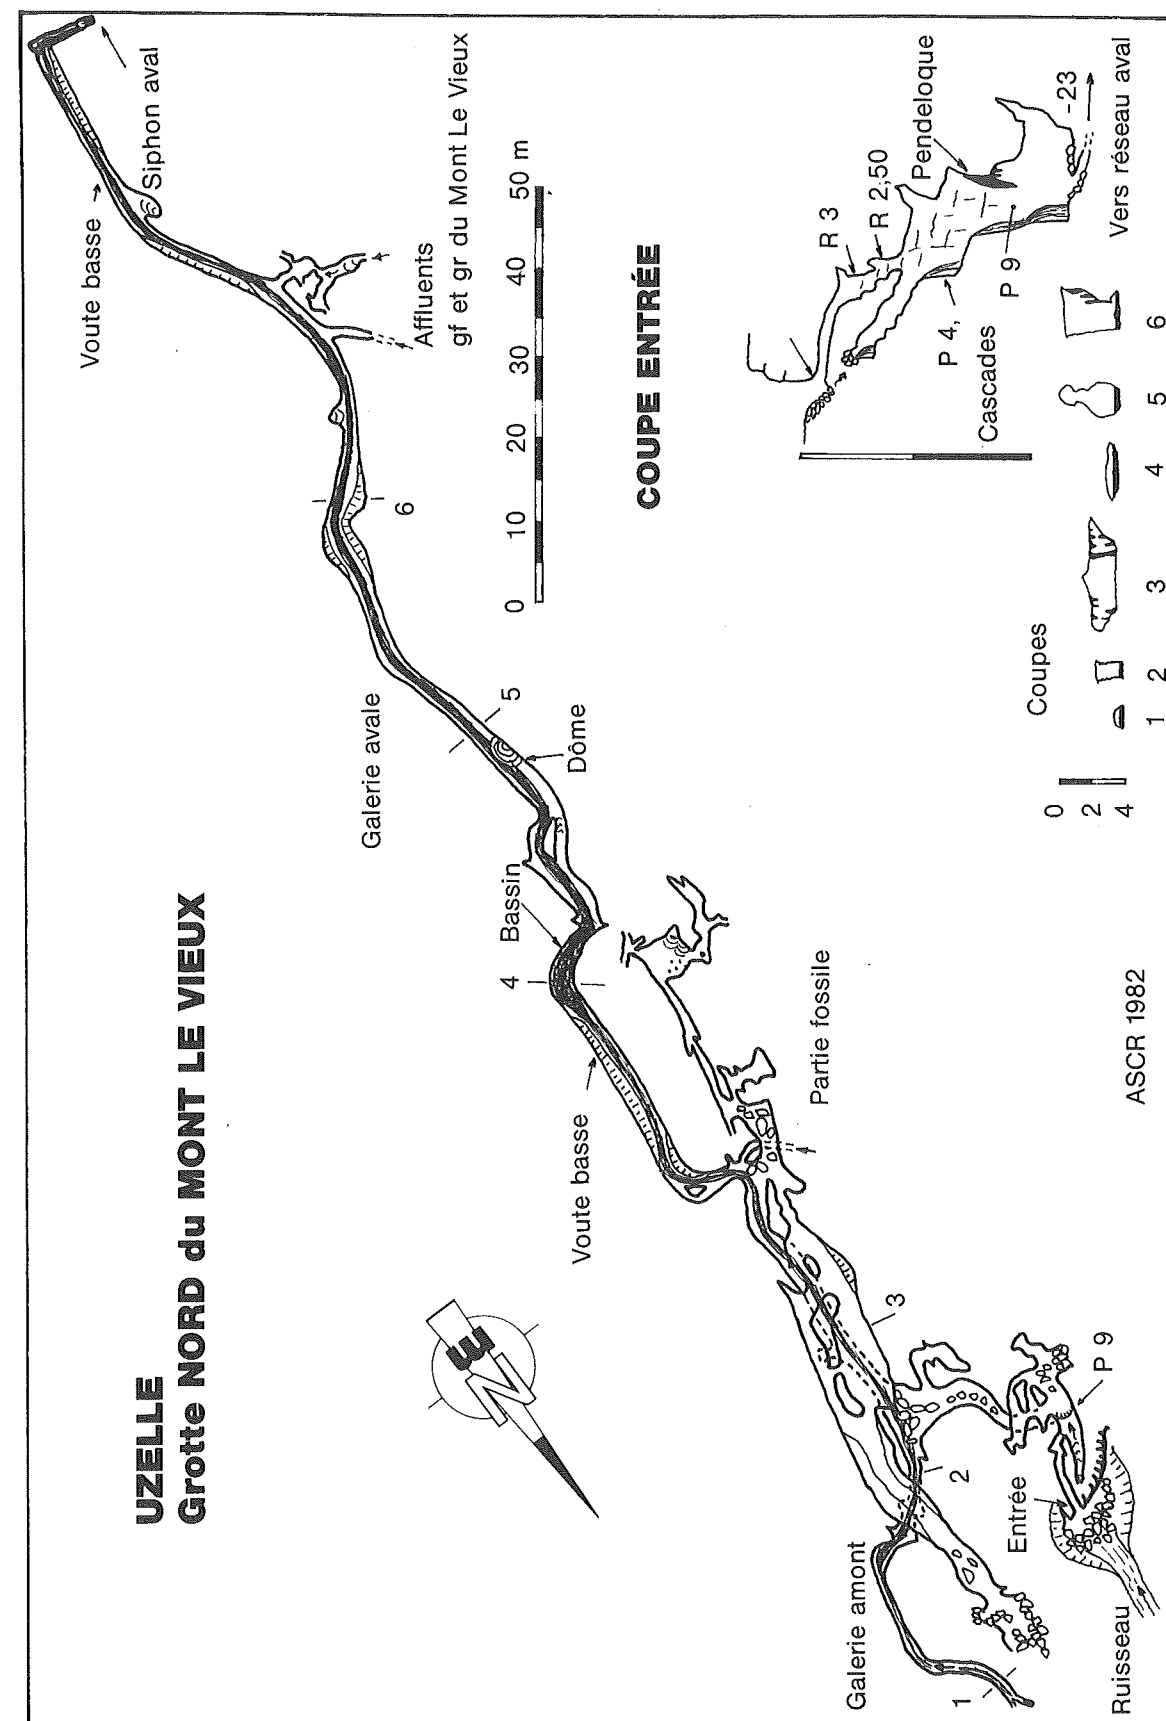 UZELLE
Grotte NORD du MONT LE VIEUX
Voute basse
Siphon aval
Affluents
gf et gr du Mont Le Vieux
6
Galerie avale
5
Dôme
Bassin
4
Voute basse
Partie fossile
3
2
Galerie amont
1
Entrée
P 9
Ruisseau
N
M
0 10 20 30 40 50 m
COUPE ENTRÉE
R 3
R 2,50
Pendeloque
P 4,
Cascades
P 9
-23
Vers réseau aval
Coupes
0
2
4
1 2 3 4 5 6
ASCR 1982